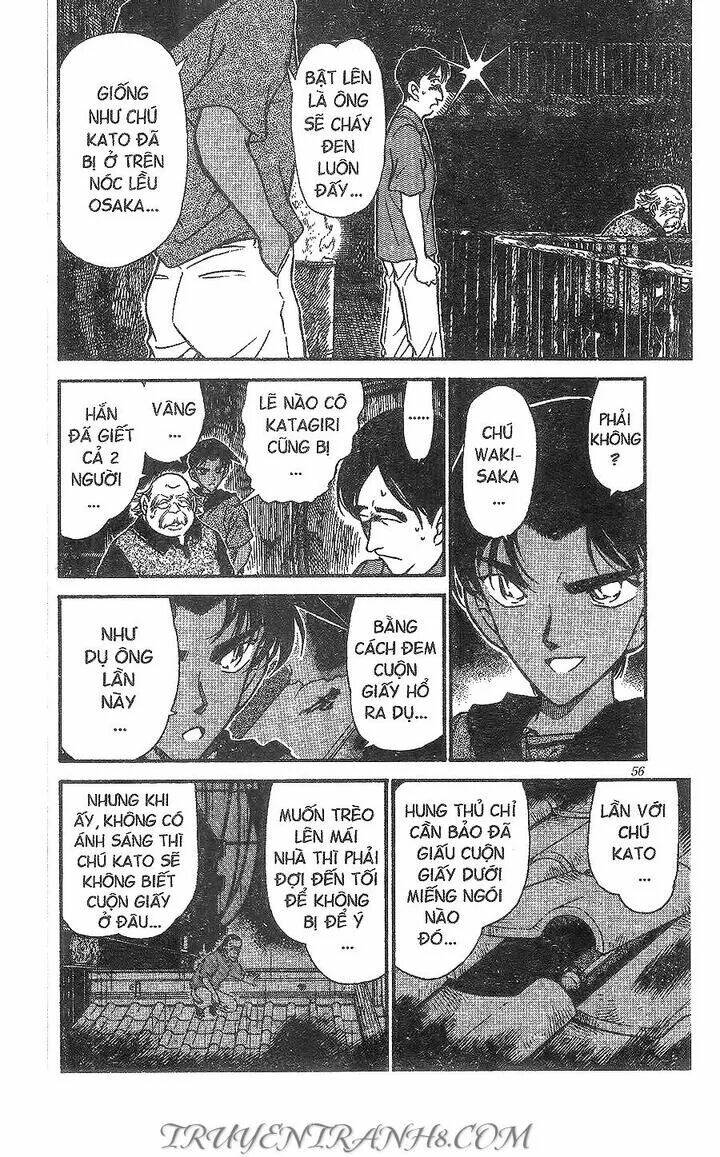 BẬT LÊN
LÀ ÔNG
SẼ CHÁY
ĐEN
LUÔN
ĐẤY...
GIỐNG
NHƯ CHÚ
KATO ĐÃ
BỊ Ở TRÊN
NÓC LỀU
OSAKA...
PHẢI
KHÔNG
?
CHÚ
WAKI-
SAKA
...
......
LẼ NÀO CÔ
KATAGIRI
CŨNG BỊ
...
VÂNG
...
HẮN
ĐÃ GIẾT
CẢ 2
NGƯỜI
...
BẰNG
CÁCH ĐEM
CUỘN
GIẤY HỔ
RA DỤ...
NHƯ
DỤ ÔNG
LẦN
NÀY
...
56
LẦN VỚI
CHÚ
KATO
...
HUNG THỦ CHỈ
CẦN BẢO ĐÃ
GIẤU CUỘN
GIẤY DƯỚI
MIẾNG NGÓI
NÀO
ĐÓ...
MUỐN TRÈO
LÊN MÁI
NHÀ THÌ PHẢI
ĐỢI ĐẾN TỐI
ĐỂ KHÔNG
BỊ ĐỂ Ý
...
NHƯNG KHI
ẤY, KHÔNG CÓ
ÁNH SÁNG THÌ
CHÚ KATO SẼ
KHÔNG BIẾT
CUỘN GIẤY
Ở ĐÂU...
TRUYENTRANH8.COM